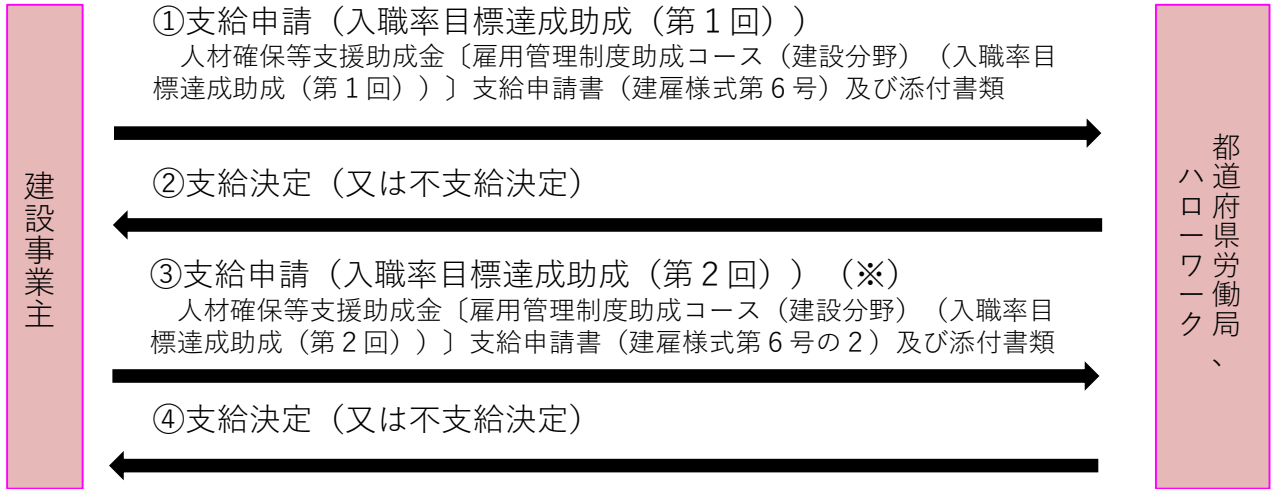 建設事業主
①支給申請（入職率目標達成助成（第１回））
人材確保等支援助成金〔雇用管理制度助成コース（建設分野）（入職率目
標達成助成（第１回））〕支給申請書（建雇様式第６号）及び添付書類
②支給決定（又は不支給決定）
③支給申請（入職率目標達成助成（第２回））（※）
人材確保等支援助成金〔雇用管理制度助成コース（建設分野）（入職率目
標達成助成（第２回））〕支給申請書（建雇様式第６号の２）及び添付書類
④支給決定（又は不支給決定）
都道府県労働局、
ハローワーク